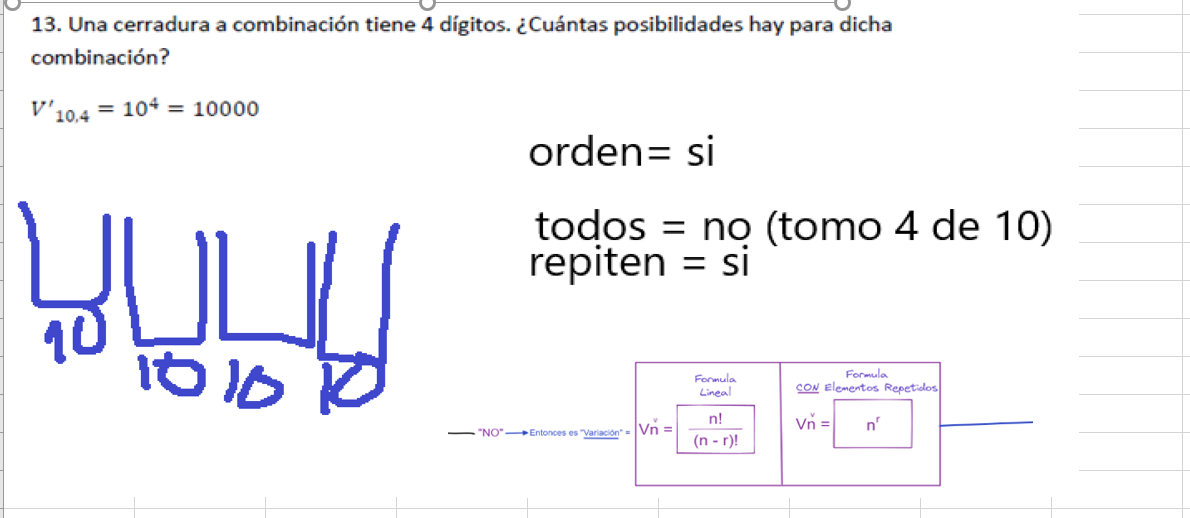 13. Una cerradura a combinación tiene 4 dígitos. ¿Cuántas posibilidades hay para dicha
combinación?
V'10,4 = 10⁴ = 10000
orden= si
todos = no (tomo 4 de 10)
repiten = si
10 10 10 10
Formula
Lineal
Formula
CON Elementos Repetidos
"NO" Entonces es "Variación" = Vnʳ = n! / (n - r)!
Vnʳ = nʳ